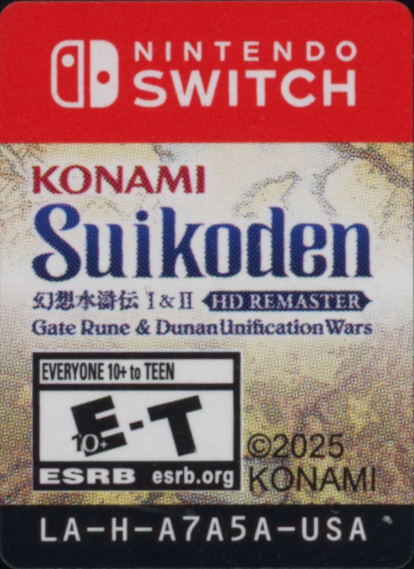 NINTENDO
SWITCH
KONAMI
Suikoden
幻想水滸伝 I & II HD REMASTER
Gate Rune & Dunan Unification Wars
EVERYONE 10+ to TEEN
E-T
10+
ESRB esrb.org
©2025
KONAMI
LA-H-A7A5A-USA